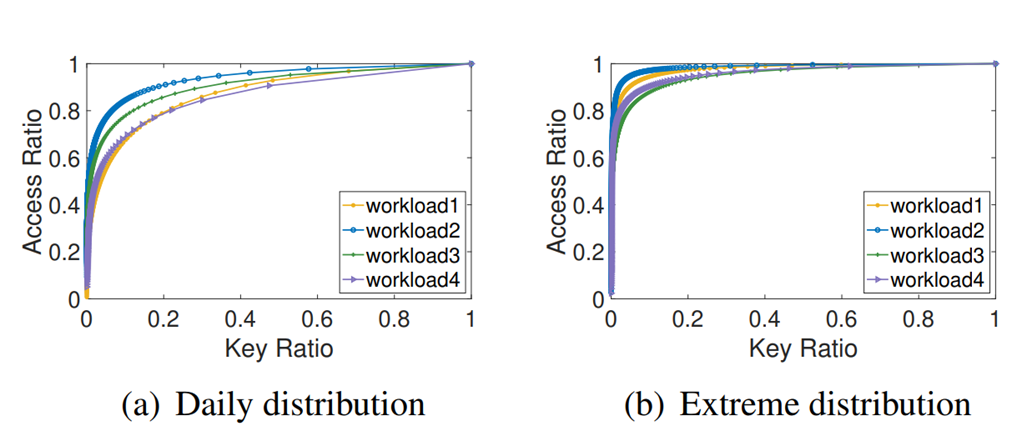 1
0.8
0.6
0.4
0.2
0
Access Ratio
workload1
workload2
workload3
workload4
0 0.2 0.4 0.6 0.8 1
Key Ratio
(a) Daily distribution
1
0.8
0.6
0.4
0.2
0
Access Ratio
workload1
workload2
workload3
workload4
0 0.2 0.4 0.6 0.8 1
Key Ratio
(b) Extreme distribution